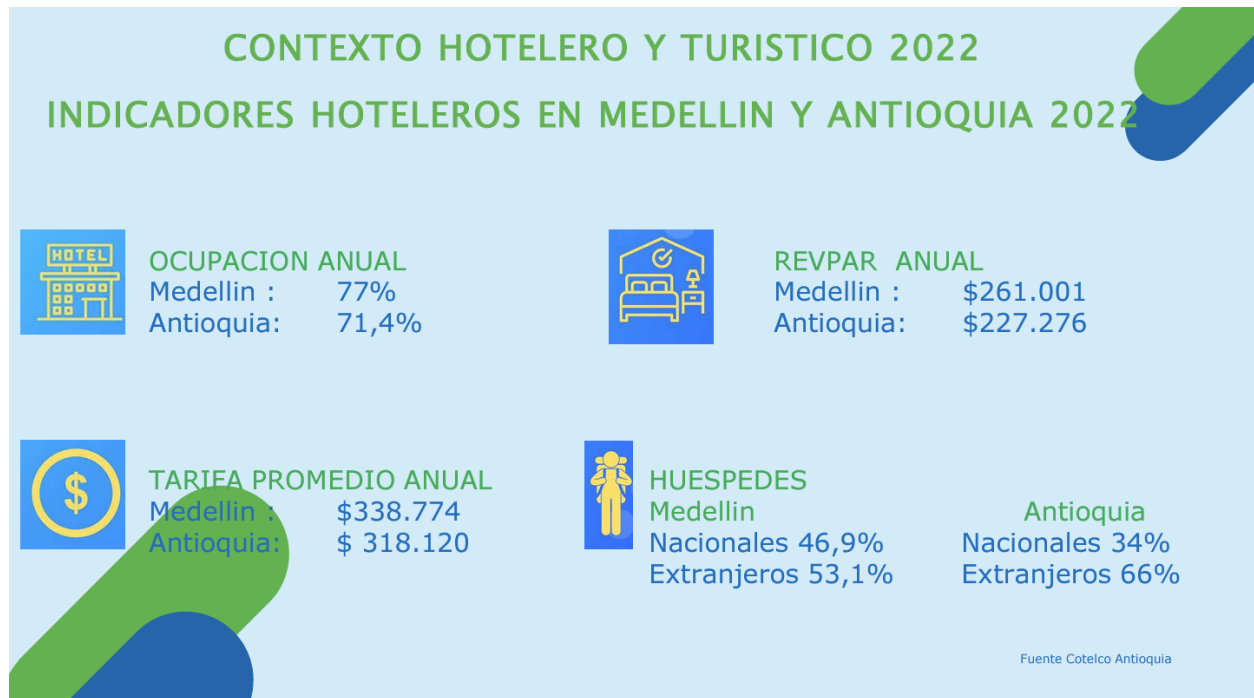 CONTEXTO HOTELERO Y TURISTICO 2022
INDICADORES HOTELEROS EN MEDELLIN Y ANTIOQUIA 2022
HOTEL
OCUPACION ANUAL
Medellin : 77%
Antioquia: 71,4%
REVPAR ANUAL
Medellin : $261.001
Antioquia: $227.276
$
TARIFA PROMEDIO ANUAL
Medellin : $338.774
Antioquia: $ 318.120
HUESPEDES
Medellin Antioquia
Nacionales 46,9% Nacionales 34%
Extranjeros 53,1% Extranjeros 66%
Fuente Cotelco Antioquia